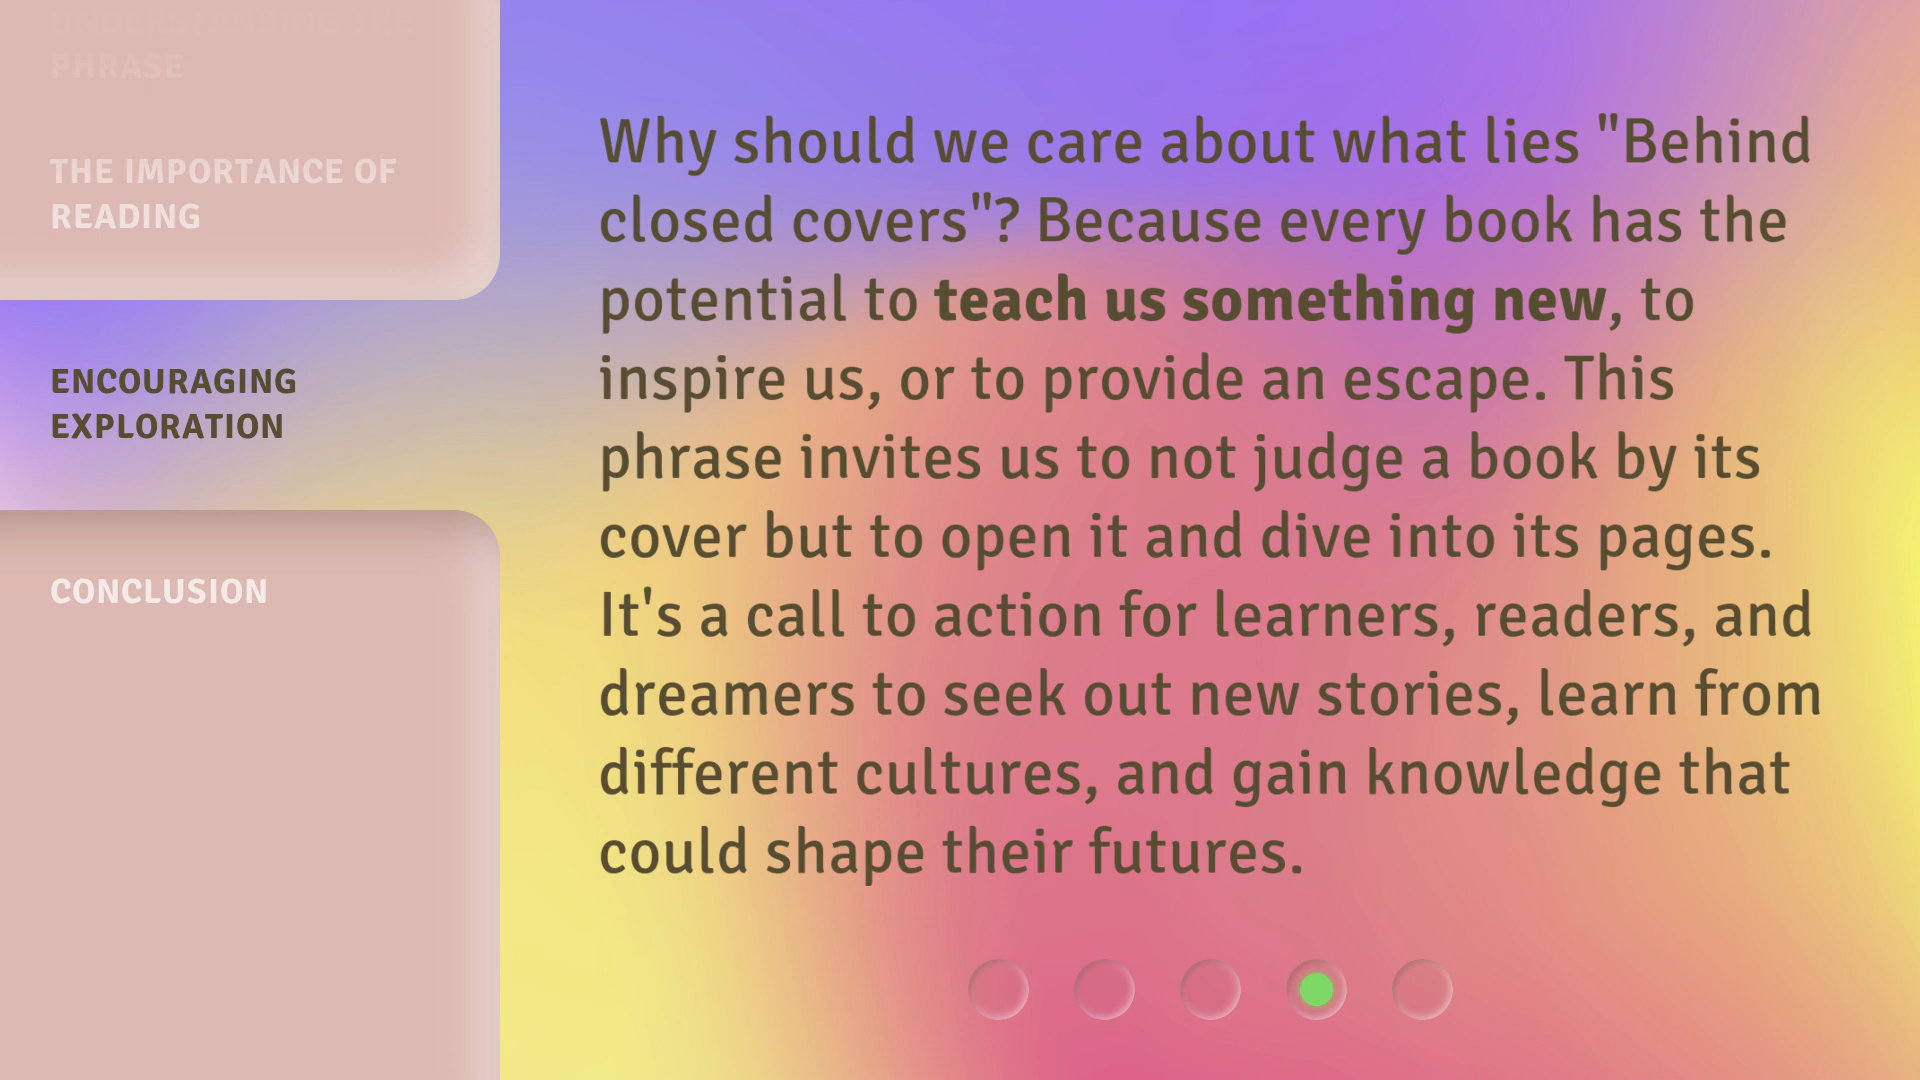 UNDERSTANDING THE
PHRASE
THE IMPORTANCE OF
READING
ENCOURAGING
EXPLORATION
CONCLUSION
Why should we care about what lies "Behind
closed covers"? Because every book has the
potential to teach us something new, to
inspire us, or to provide an escape. This
phrase invites us to not judge a book by its
cover but to open it and dive into its pages.
It's a call to action for learners, readers, and
dreamers to seek out new stories, learn from
different cultures, and gain knowledge that
could shape their futures.